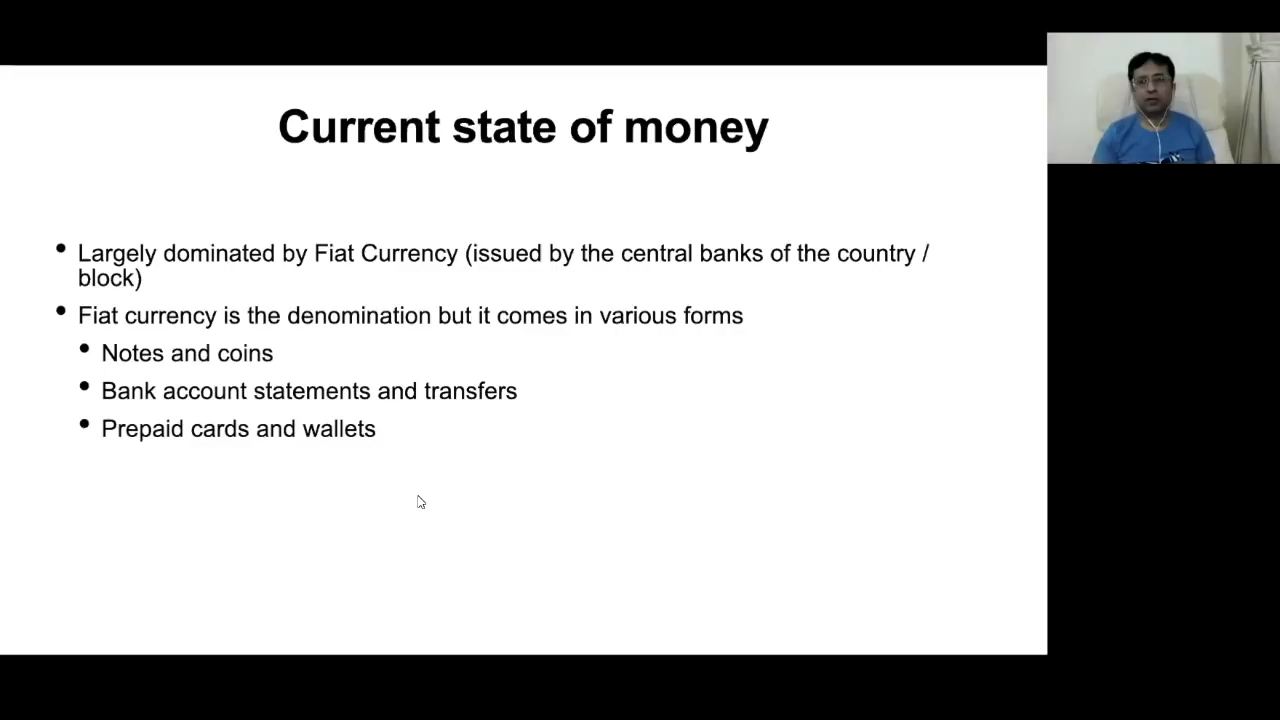 Current state of money
• Largely dominated by Fiat Currency (issued by the central banks of the country /
block)
• Fiat currency is the denomination but it comes in various forms
• Notes and coins
• Bank account statements and transfers
• Prepaid cards and wallets